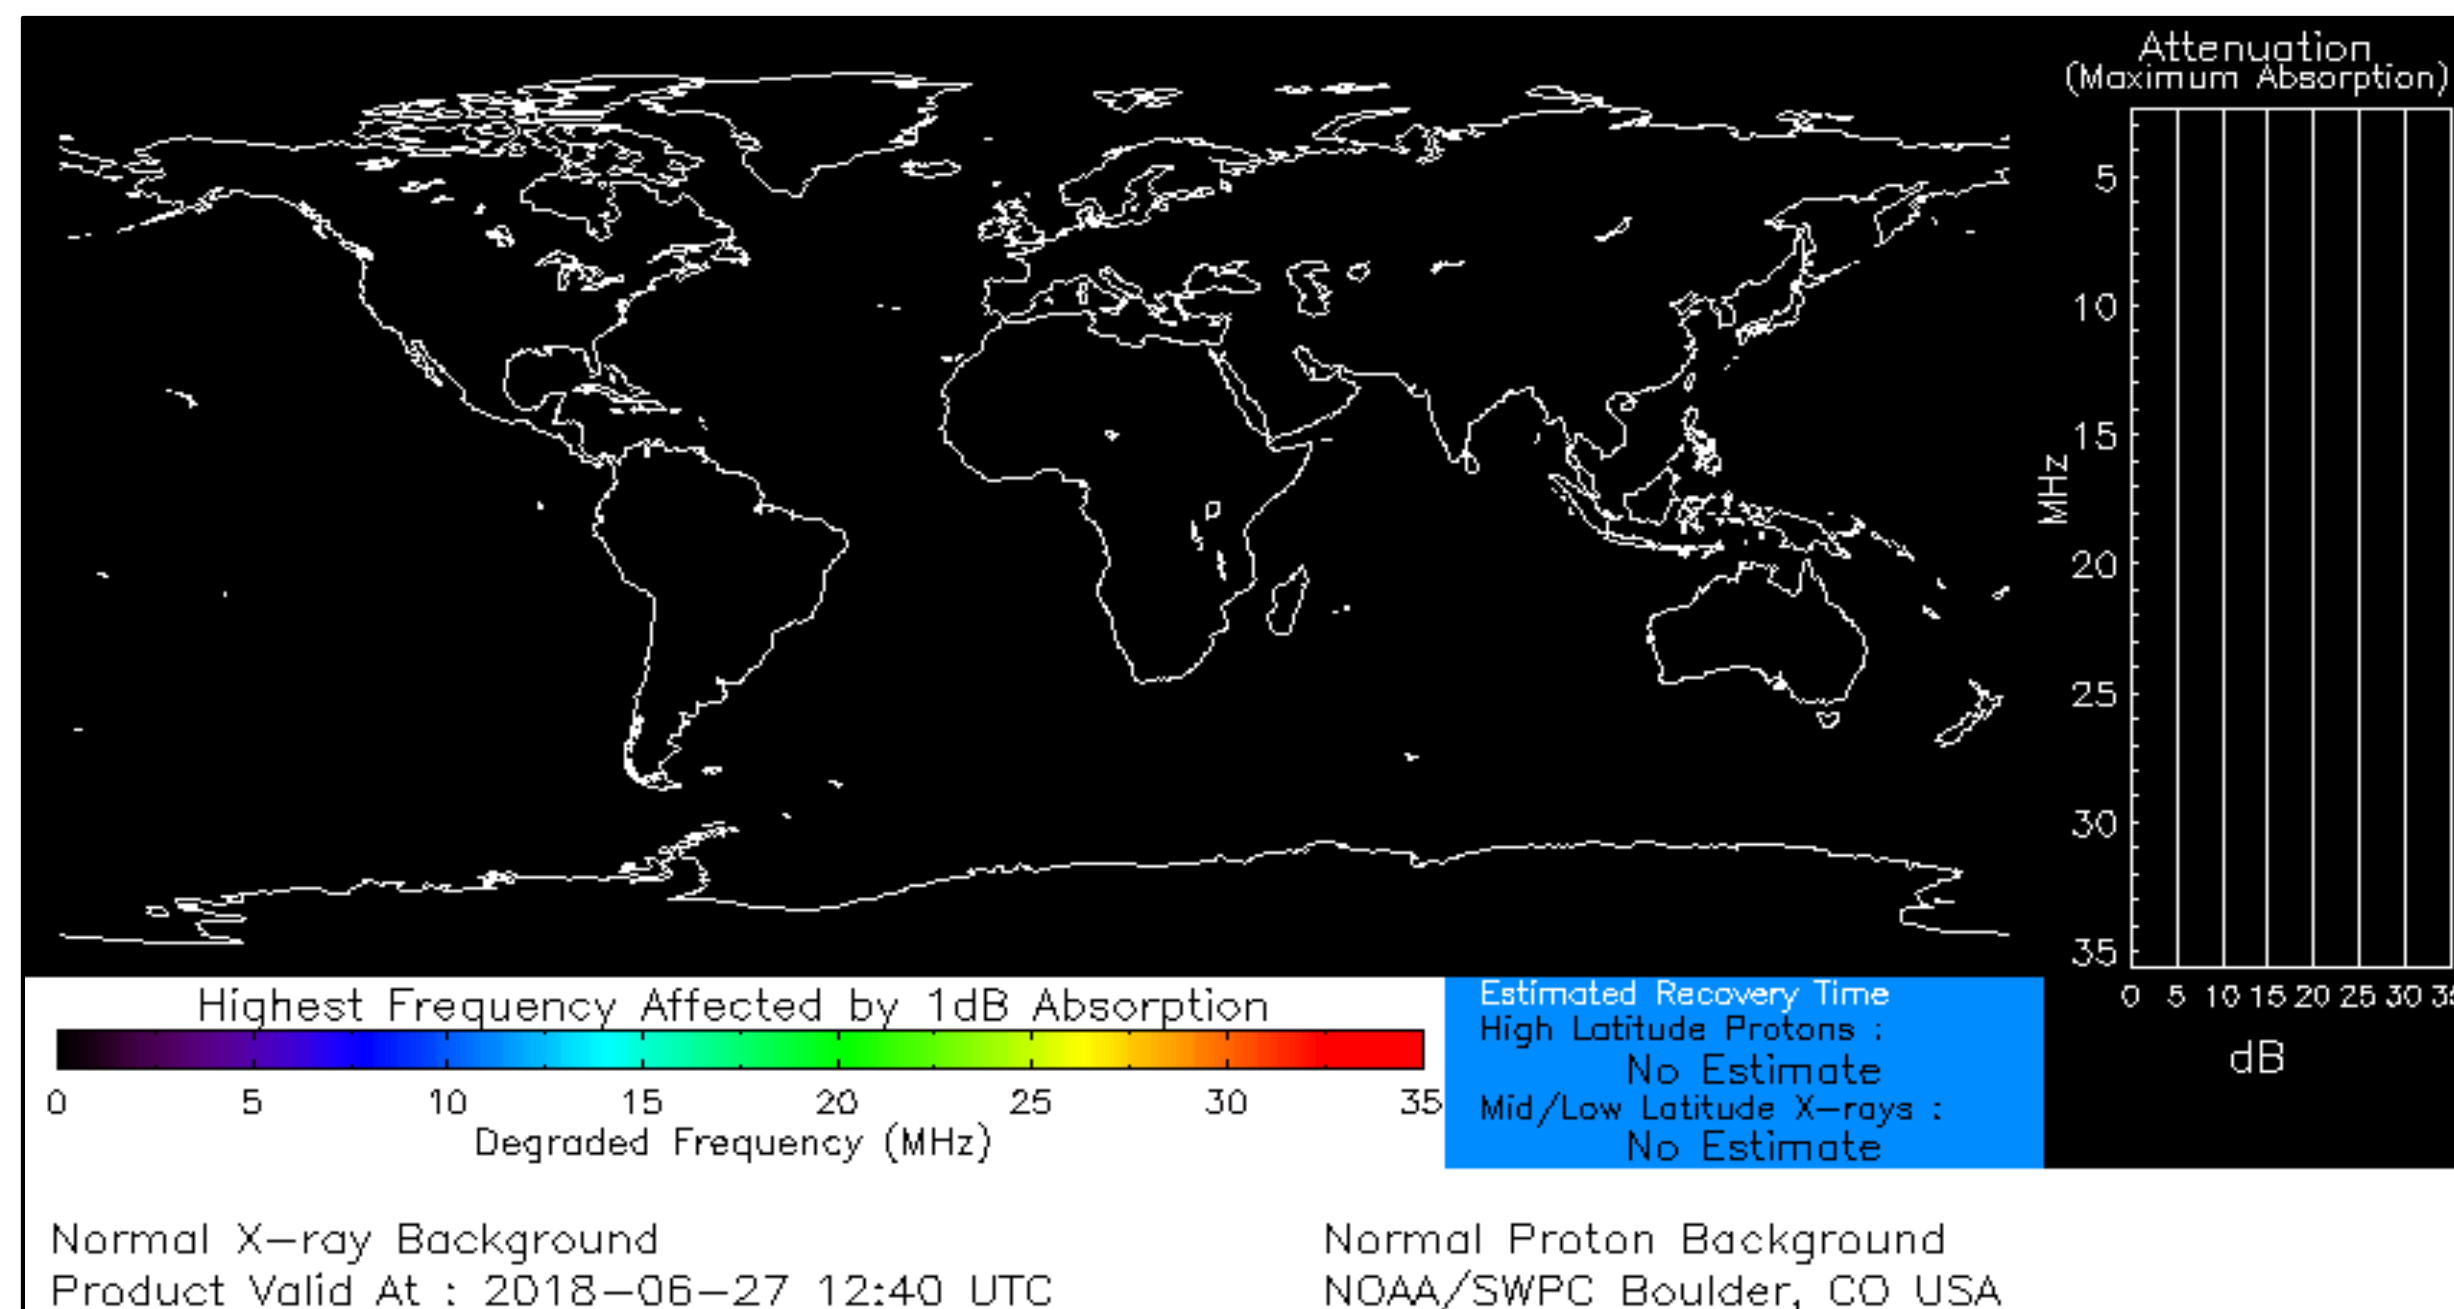 Attenuation
(Maximum Absorption)
5
10
15
20
25
30
35
MHz
0 5 10 15 20 25 30
dB
Highest Frequency Affected by 1dB Absorption
0 5 10 15 20 25 30 35
Degraded Frequency (MHz)
Estimated Recovery Time
High Latitude Protons :
No Estimate
Mid/Low Latitude X-rays :
No Estimate
Normal X-ray Background
Normal Proton Background
Product Valid At : 2018-06-27 12:40 UTC
NOAA/SWPC Boulder, CO USA